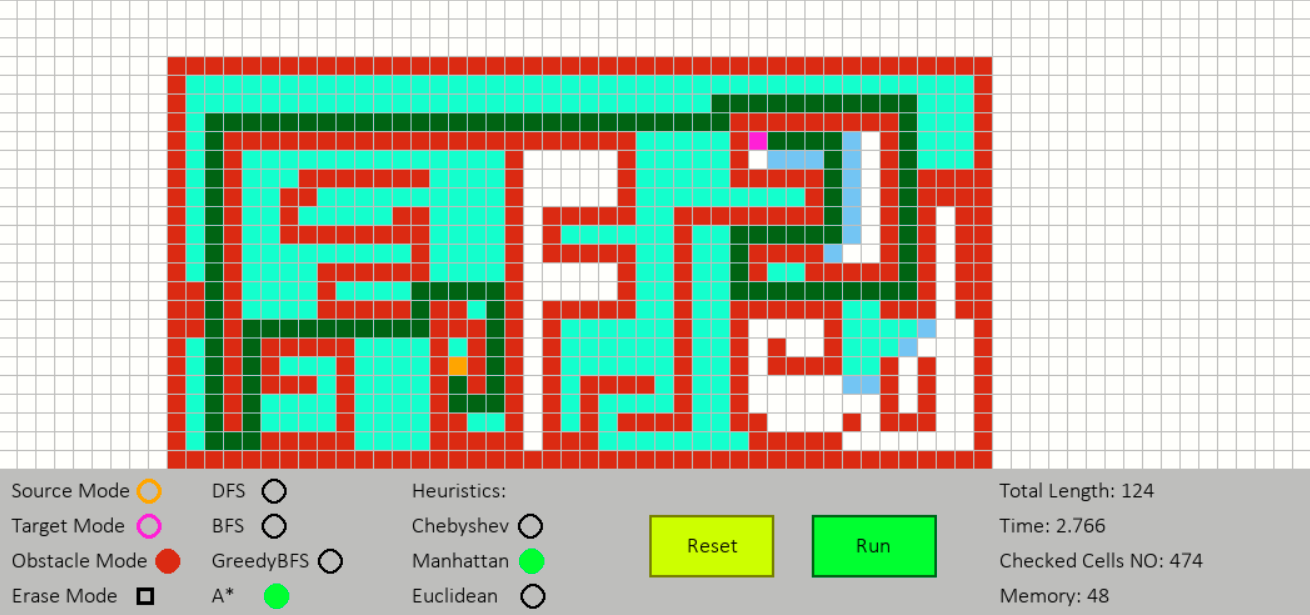 Source Mode DFS Heuristics: Total Length: 124
Target Mode BFS Chebyshev Reset Run Time: 2.766
Obstacle Mode GreedyBFS Manhattan Checked Cells NO: 474
Erase Mode A* Euclidean Memory: 48